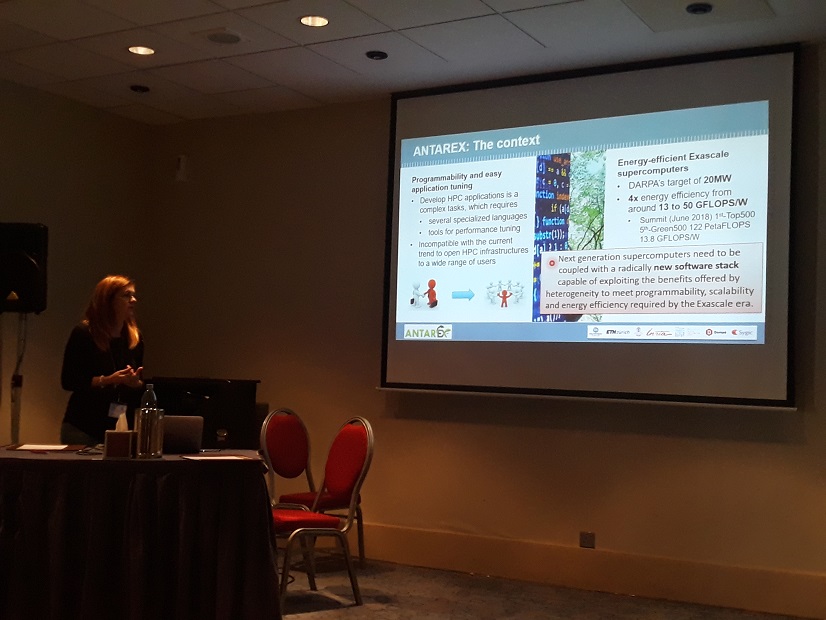 ANTAREX: The context
Programmability and easy
application tuning
• Develop HPC applications is a
complex tasks, which requires
• several specialized languages
• tools for performance tuning
• Incompatible with the current
trend to open HPC infrastructures
to a wide range of users
Energy-efficient Exascale
supercomputers
• DARPA's target of 20MW
• 4x energy efficiency from
around 13 to 50 GFLOPS/W
• Summit (June 2018) 1st-Top500
5th-Green500 122 PetaFLOPS
13.8 GFLOPS/W
Next generation supercomputers need to be
coupled with a radically new software stack
capable of exploiting the benefits offered by
heterogeneity to meet programmability, scalability
and energy efficiency required by the Exascale era.
function
substr(1));
ANTAREX
ETH zürich